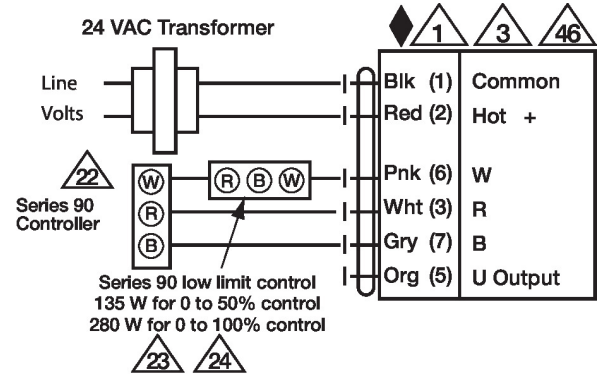 24 VAC Transformer
1 3 46
Line
Volts
Blk (1) Common
Red (2) Hot +
22
Series 90
Controller
W R B W Pnk (6) W
R Wht (3) R
B Gry (7) B
Org (5) U Output
Series 90 low limit control
135 W for 0 to 50% control
280 W for 0 to 100% control
23 24